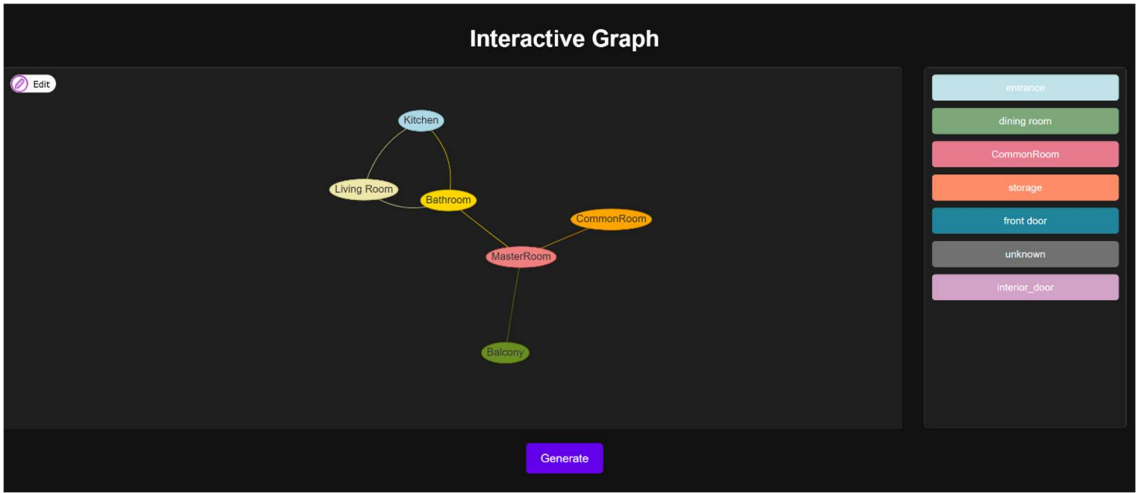 Interactive Graph
Edit
Kitchen
Living Room
Bathroom
CommonRoom
MasterRoom
Balcony
entrance
dining room
CommonRoom
storage
front door
unknown
interior_door
Generate